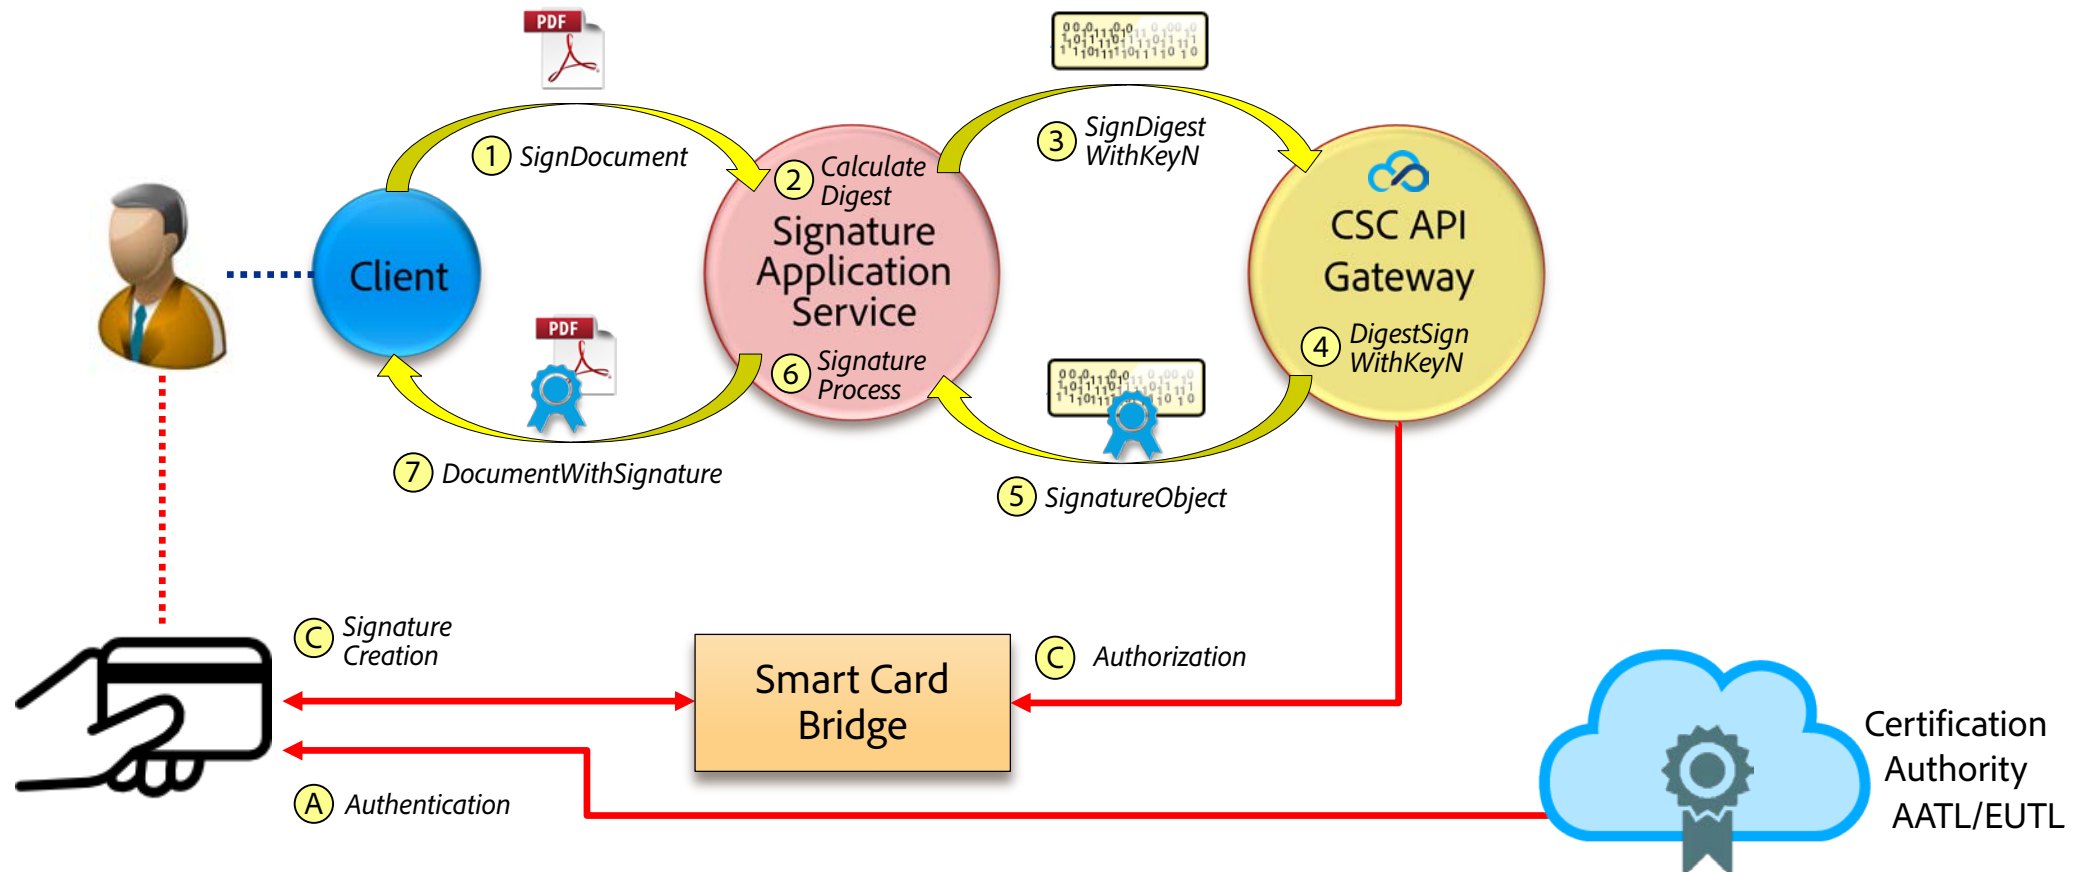 PDF
1 SignDocument
2 Calculate
Digest
3 SignDigest
WithKeyN
Client
Signature
Application
Service
CSC API
Gateway
4 DigestSign
WithKeyN
PDF
6 Signature
Process
7 DocumentWithSignature
5 SignatureObject
C Signature
Creation
Smart Card
Bridge
C Authorization
A Authentication
Certification
Authority
AATL/EUTL